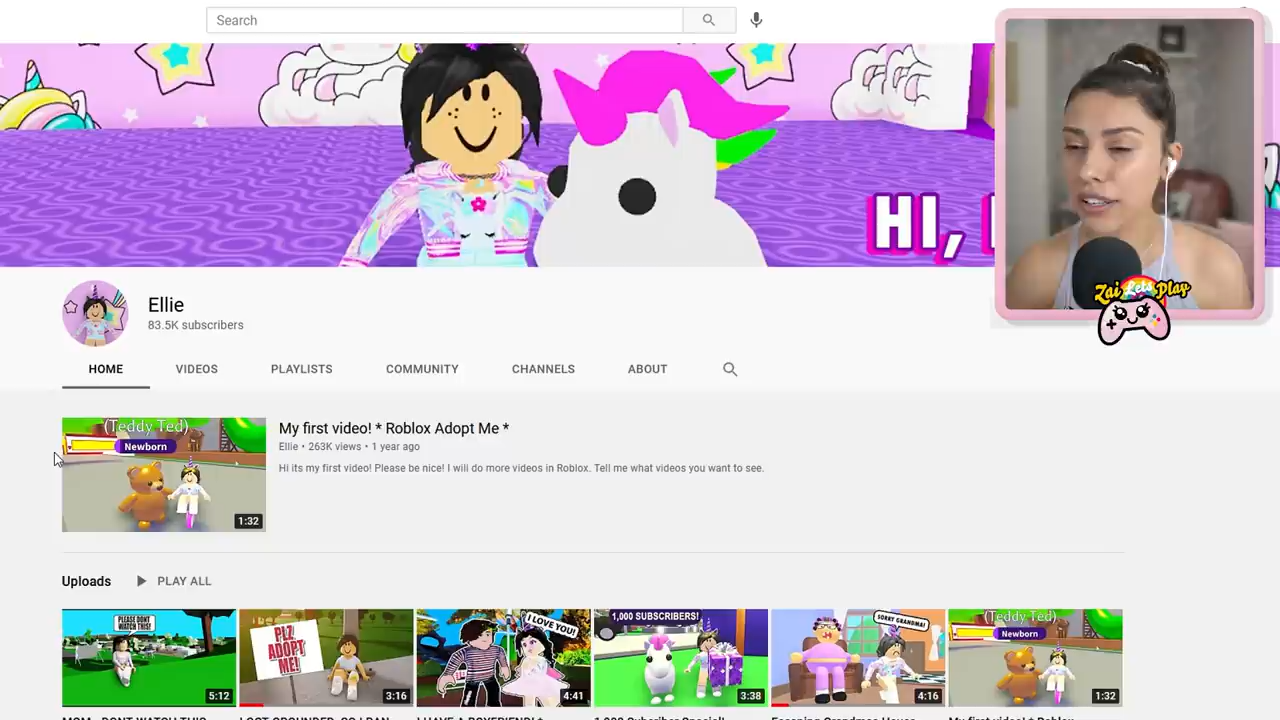 Search
HI,
Zai Lets Play
Ellie
83.5K subscribers
HOME
VIDEOS
PLAYLISTS
COMMUNITY
CHANNELS
ABOUT
(Teddy Ted)
Newborn
1:32
My first video! * Roblox Adopt Me *
Ellie • 263K views • 1 year ago
Hi its my first video! Please be nice! I will do more videos in Roblox. Tell me what videos you want to see.
Uploads
PLAY ALL
PLEASE DONT
WATCH THIS!
5:12
PLZ
ADOPT
ME!
3:16
I LOVE YOU!
4:41
1,000 SUBSCRIBERS!
3:38
SORRY GRANDMA!
4:16
(Teddy Ted)
Newborn
1:32